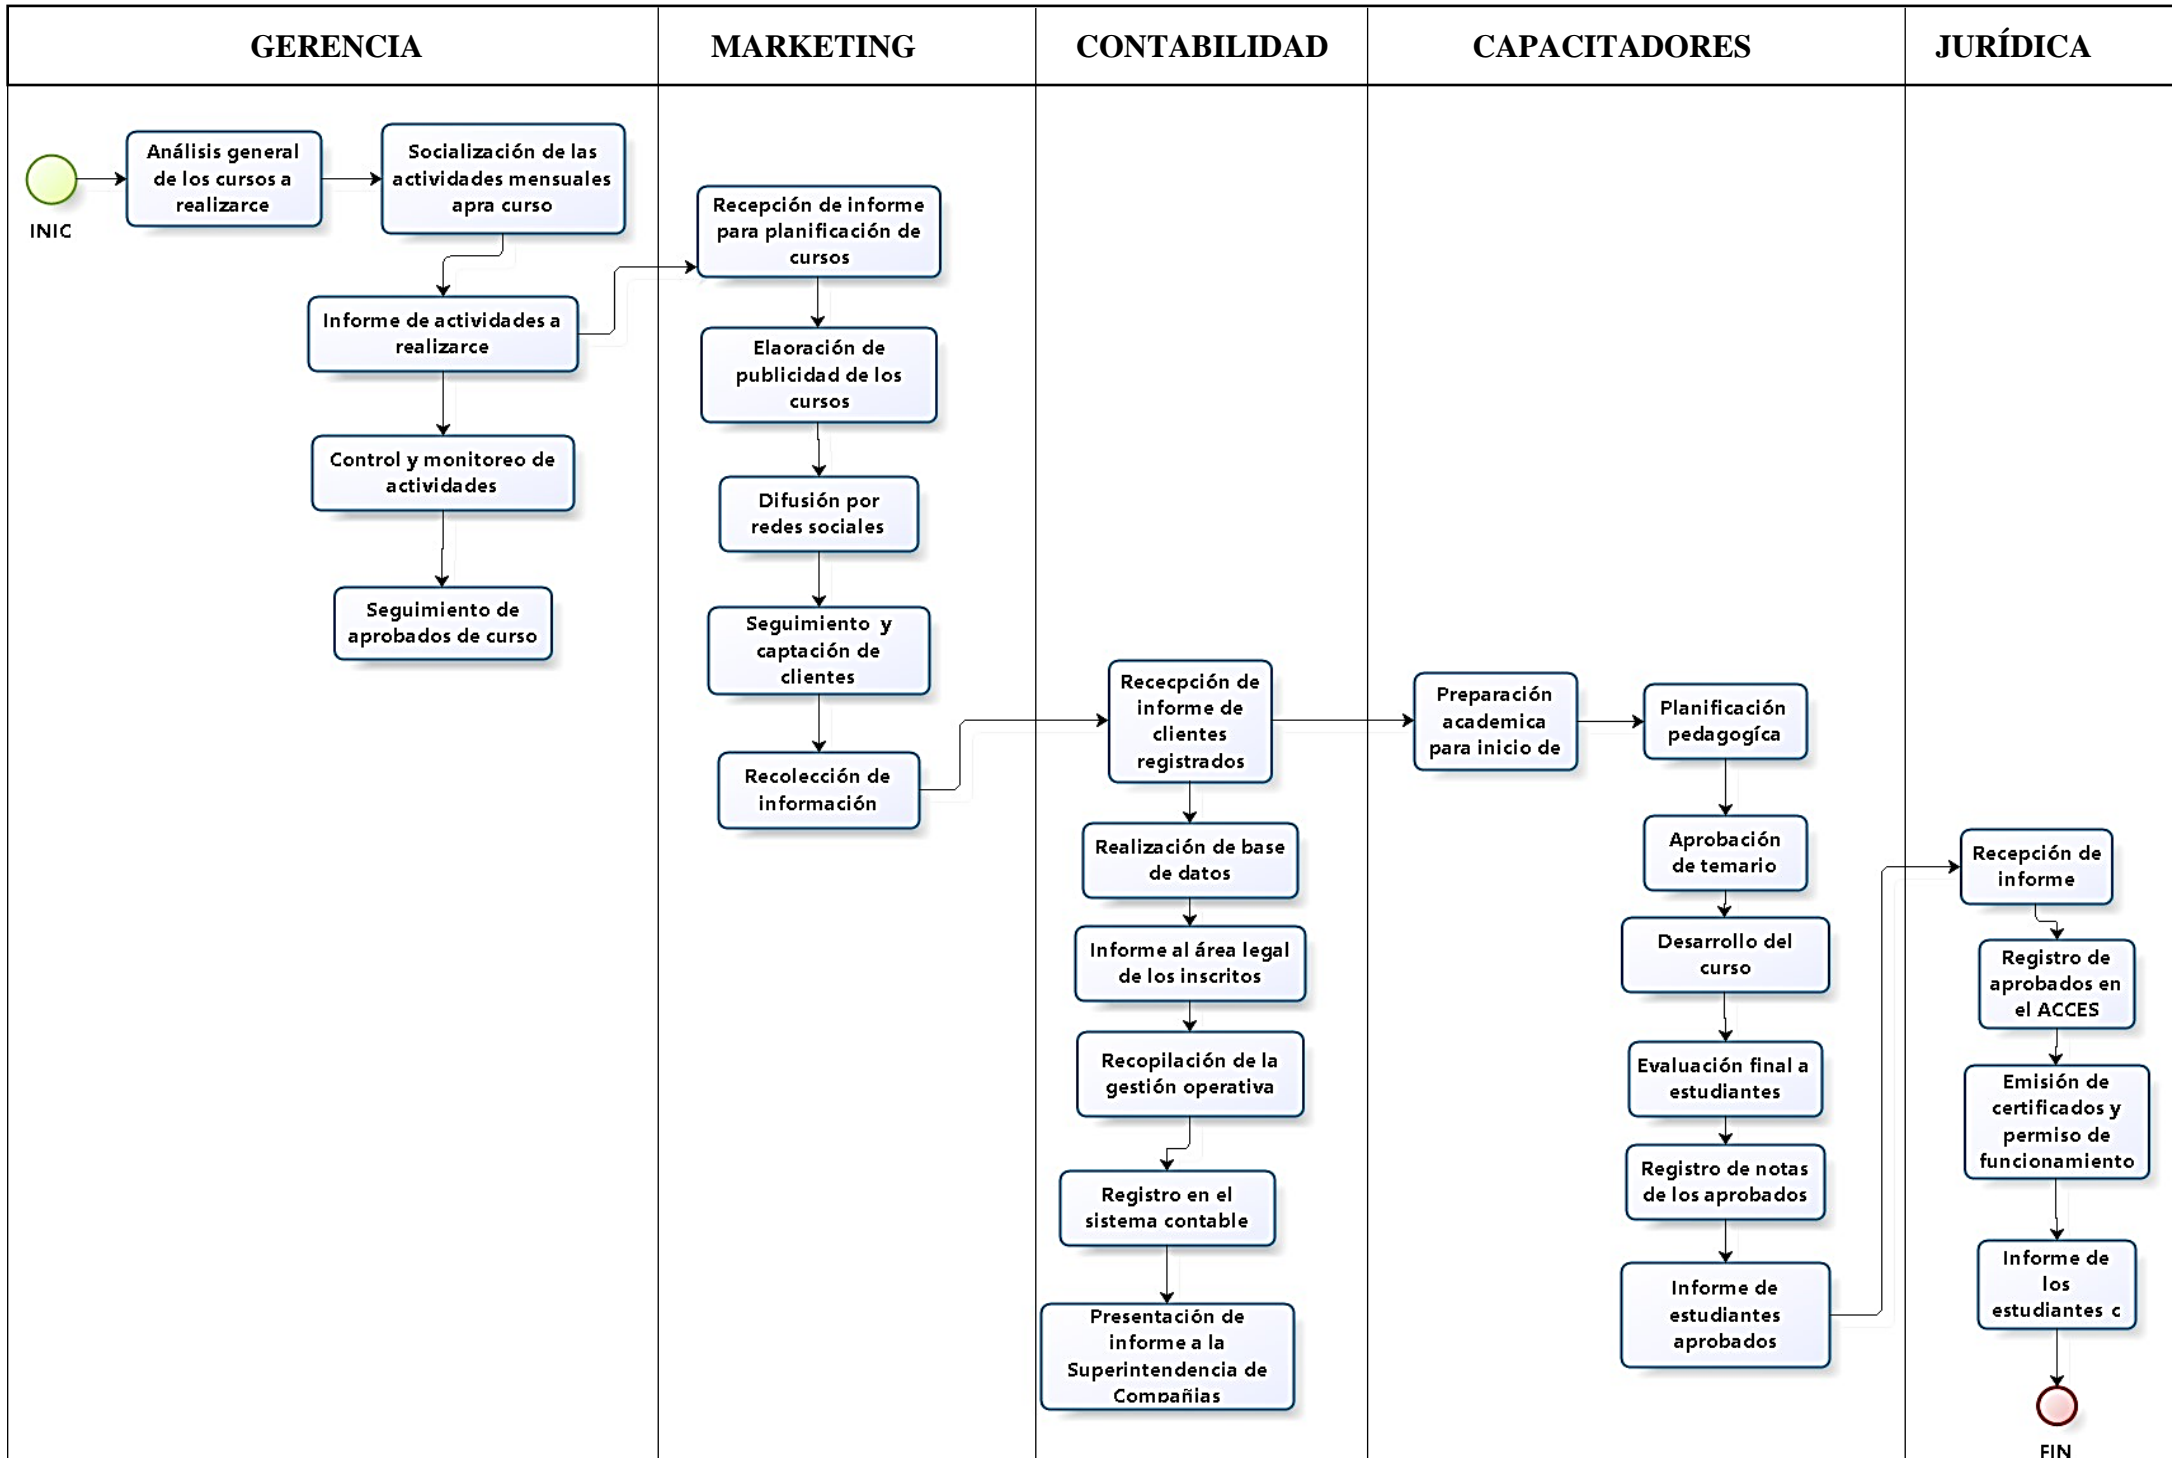 GERENCIA
MARKETING
CONTABILIDAD
CAPACITADORES
JURÍDICA
INIC
Análisis general
de los cursos a
realizarce
Socialización de las
actividades mensuales
apra curso
Informe de actividades a
realizarce
Control y monitoreo de
actividades
Seguimiento de
aprobados de curso
Recepción de informe
para planificación de
cursos
Elaoración de
publicidad de los
cursos
Difusión por
redes sociales
Seguimiento y
captación de
clientes
Recolección de
información
Rececpción de
informe de
clientes
registrados
Realización de base
de datos
Informe al área legal
de los inscritos
Recopilación de la
gestión operativa
Registro en el
sistema contable
Presentación de
informe a la
Superintendencia de
Compañias
Preparación
academica
para inicio de
Planificación
pedagogíca
Aprobación
de temario
Desarrollo del
curso
Evaluación final a
estudiantes
Registro de notas
de los aprobados
Informe de
estudiantes
aprobados
Recepción de
informe
Registro de
aprobados en
el ACCES
Emisión de
certificados y
permiso de
funcionamiento
Informe de
los
estudiantes c
FIN